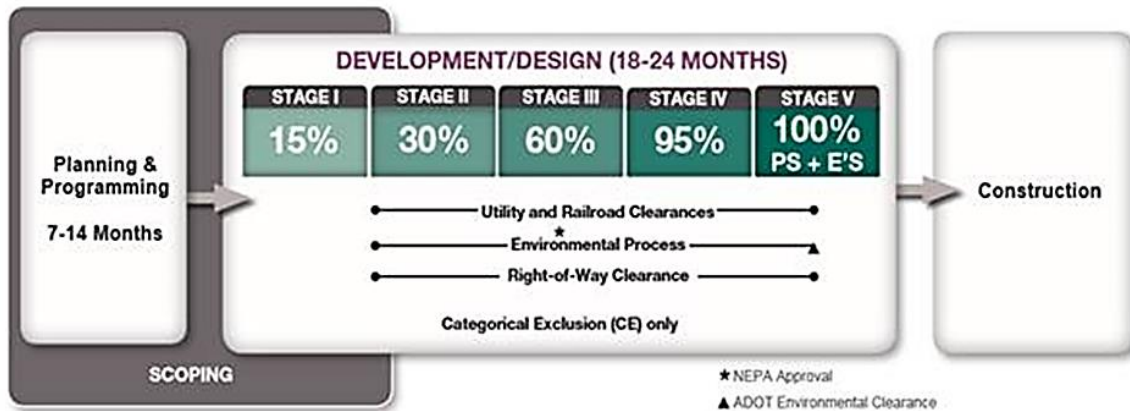 DEVELOPMENT/DESIGN (18-24 MONTHS)
STAGE I
STAGE II
STAGE III
STAGE IV
STAGE V
15%
30%
60%
95%
100%
PS + E'S
Planning &
Programming
7-14 Months
Construction
Utility and Railroad Clearances
Environmental Process
Right-of-Way Clearance
Categorical Exclusion (CE) only
SCOPING
★ NEPA Approval
▲ ADOT Environmental Clearance